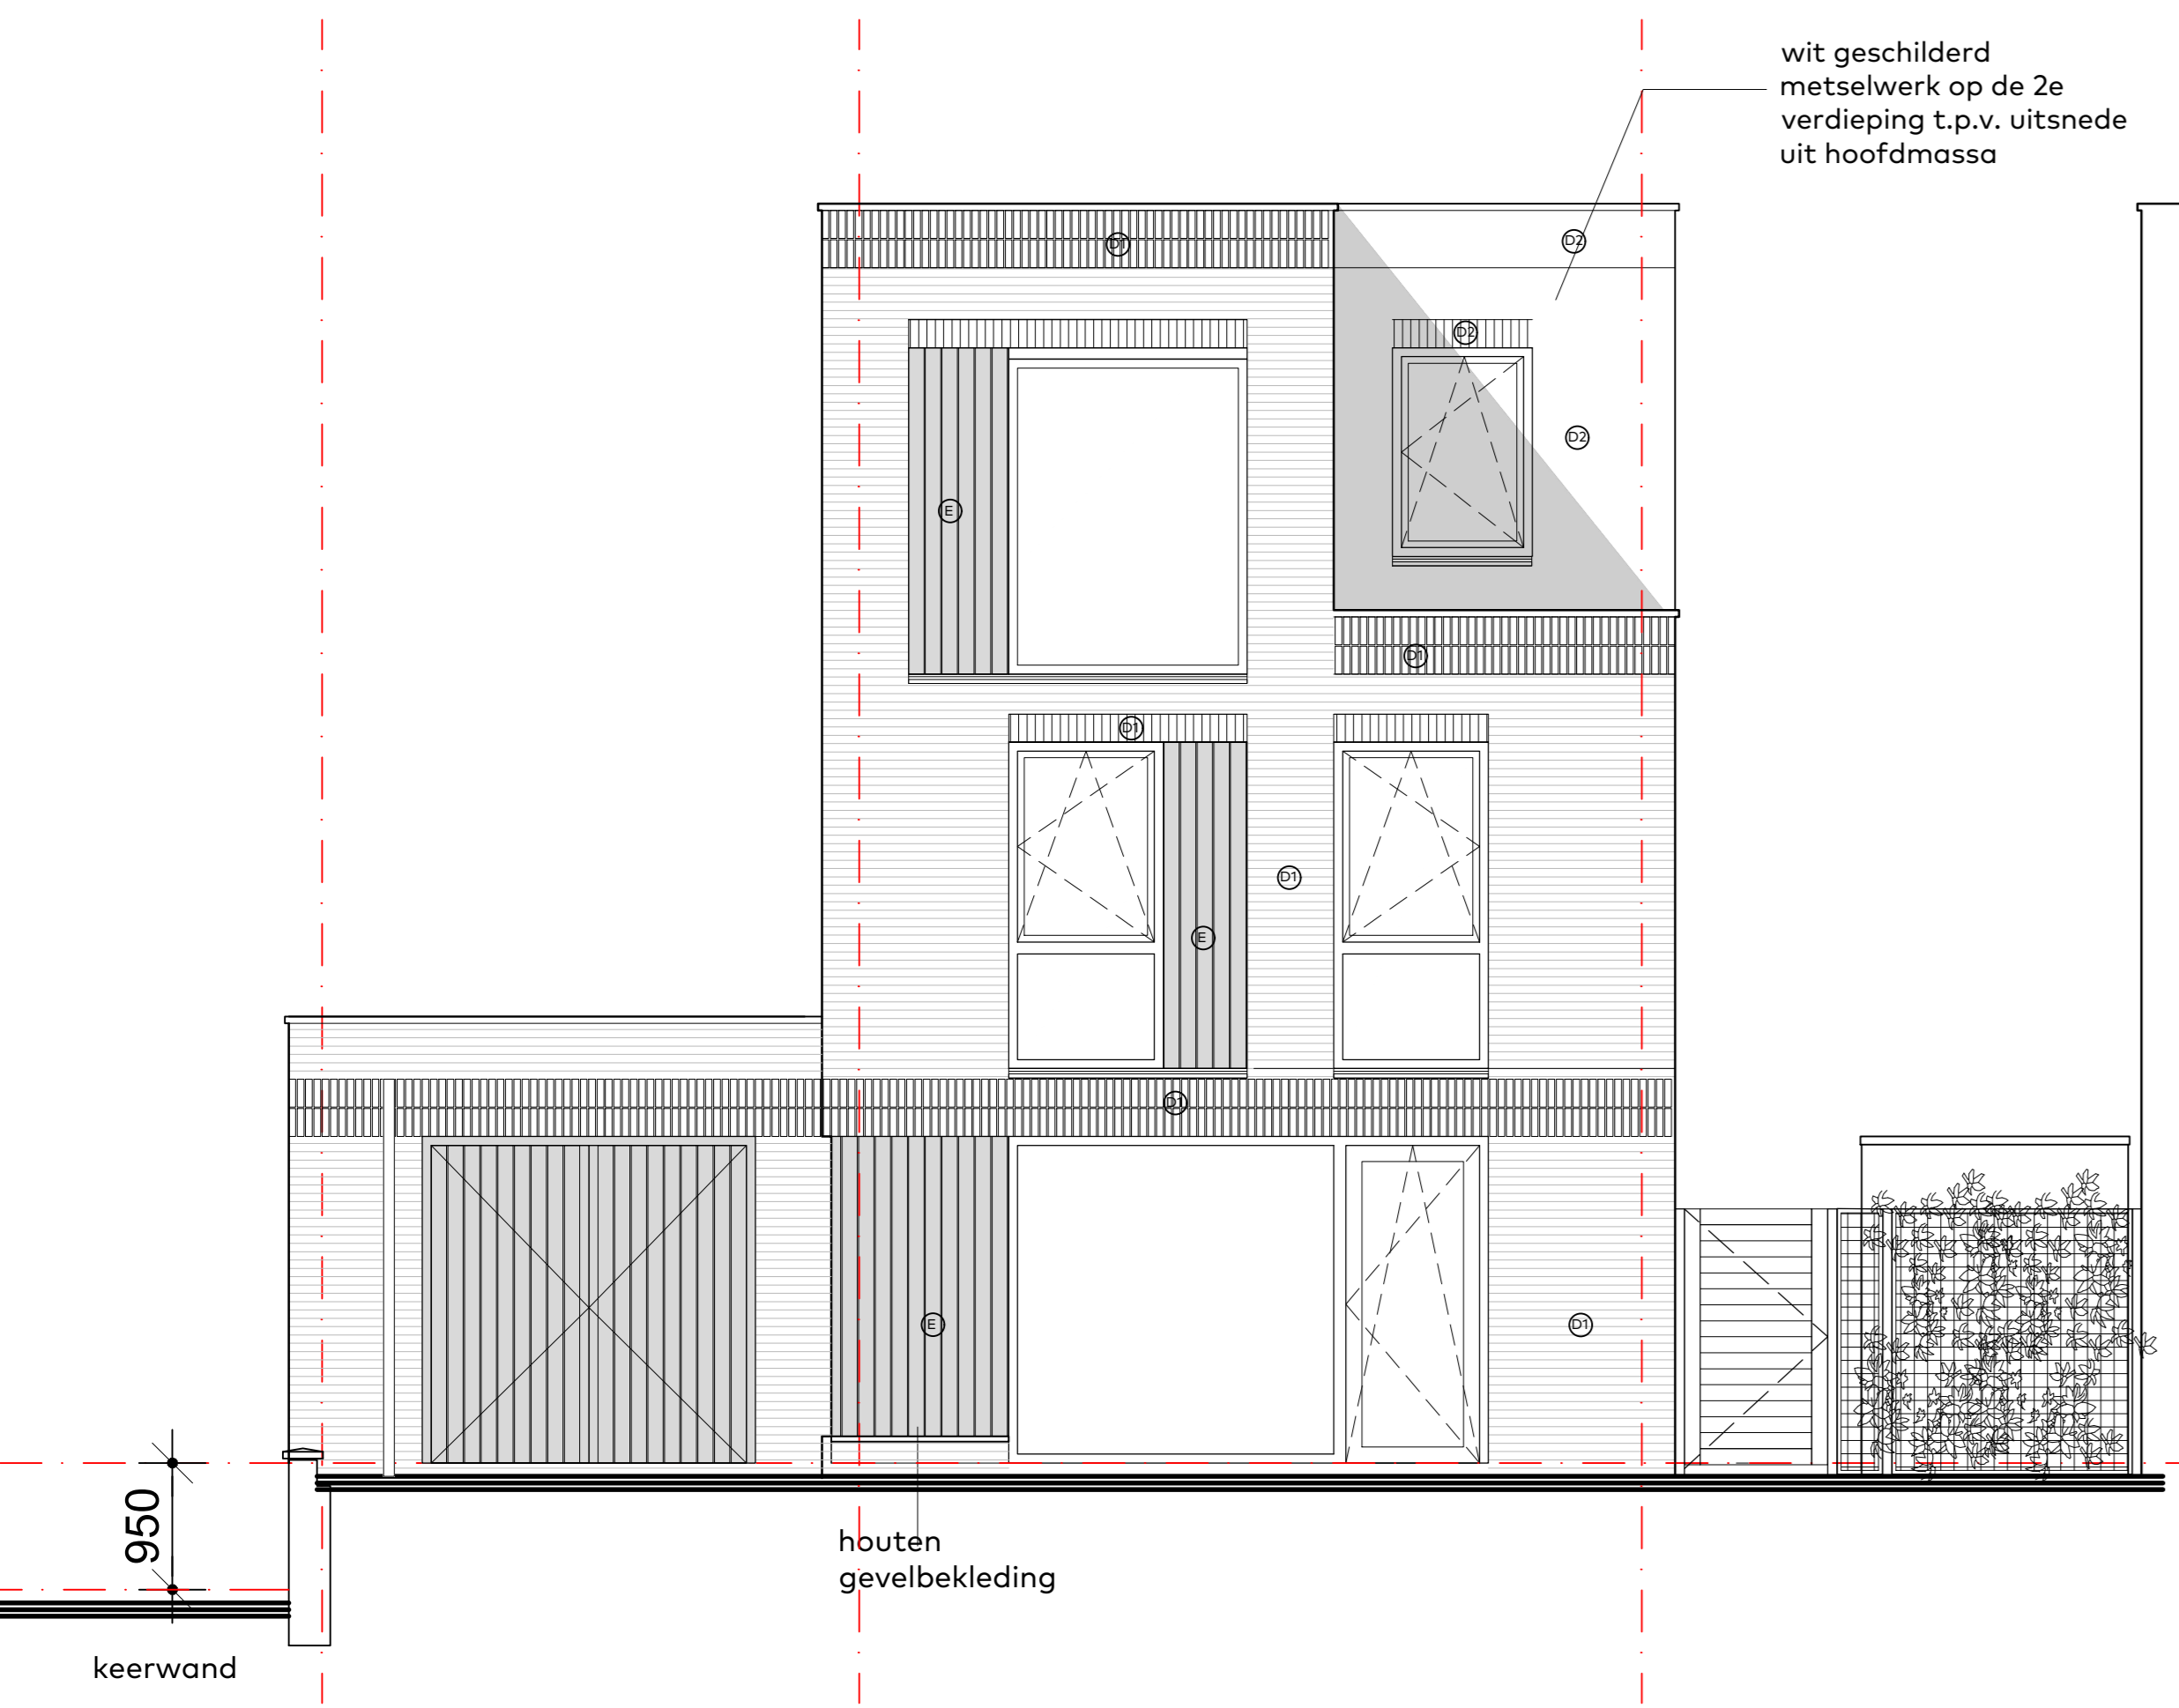 wit geschilderd
metselwerk op de 2e
verdieping t.p.v. uitsnede
uit hoofdmassa
D1
D2
D2
D2
E
D1
D1
D1
E
D1
E
D1
950
houten
gevelbekleding
keerwand